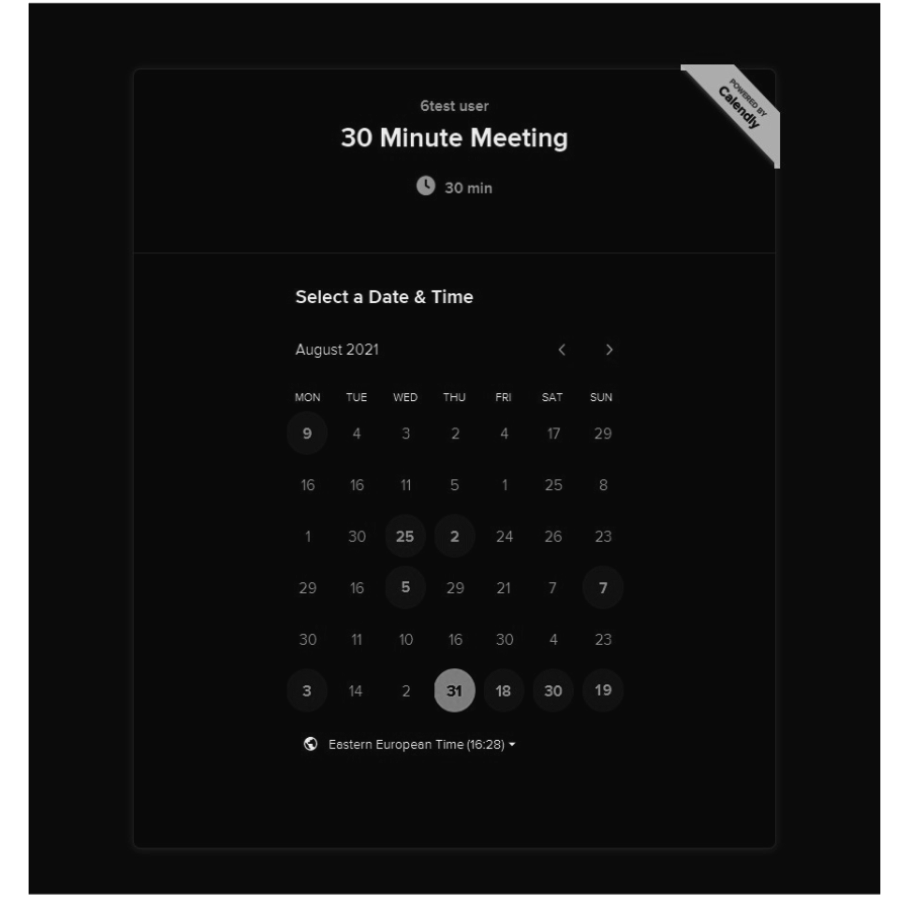 POWERED BY
Calendly
6test user
30 Minute Meeting
30 min
Select a Date & Time
August 2021
MON TUE WED THU FRI SAT SUN
9 4 3 2 4 17 29
16 16 11 5 1 25 8
1 30 25 2 24 26 23
29 16 5 29 21 7 7
30 11 10 16 30 4 23
3 14 2 31 18 30 19
Eastern European Time (16:28)